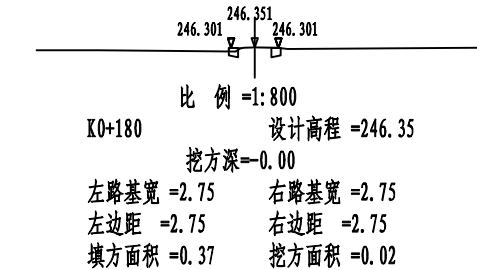 246.351
246.301 246.301
比 例 =1:800
K0+180 设计高程 =246.35
挖方深=-0.00
左路基宽 =2.75 右路基宽 =2.75
左边距 =2.75 右边距 =2.75
填方面积 =0.37 挖方面积 =0.02